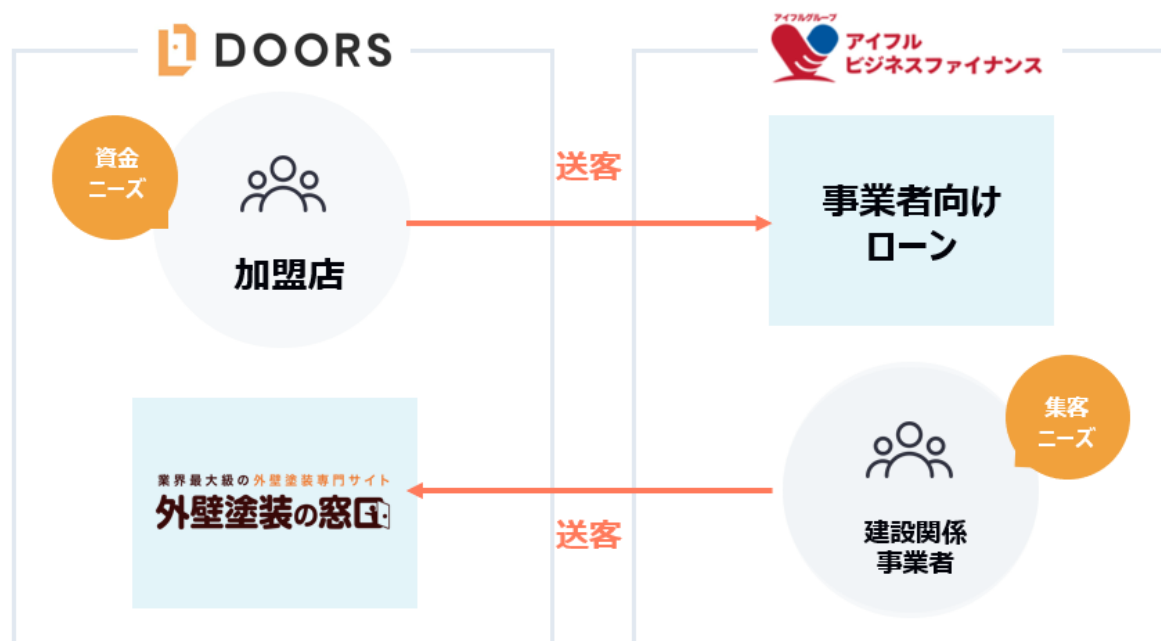 DOORS
アイフルグループ
アイフル
ビジネスファイナンス
資金
ニーズ
加盟店
送客
事業者向け
ローン
業界最大級の外壁塗装専門サイト
外壁塗装の窓口
送客
集客
ニーズ
建設関係
事業者